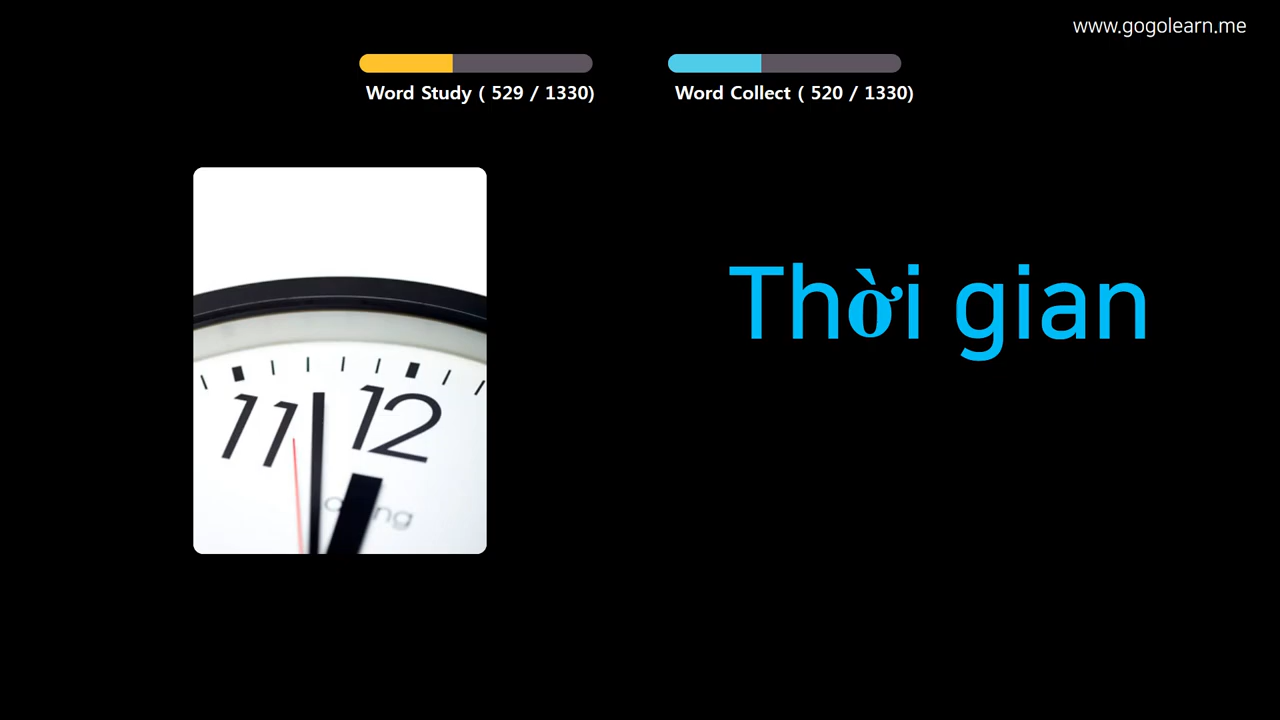 www.gogolearn.me
Word Study ( 529 / 1330)
Word Collect ( 520 / 1330)
Thời gian
11
12